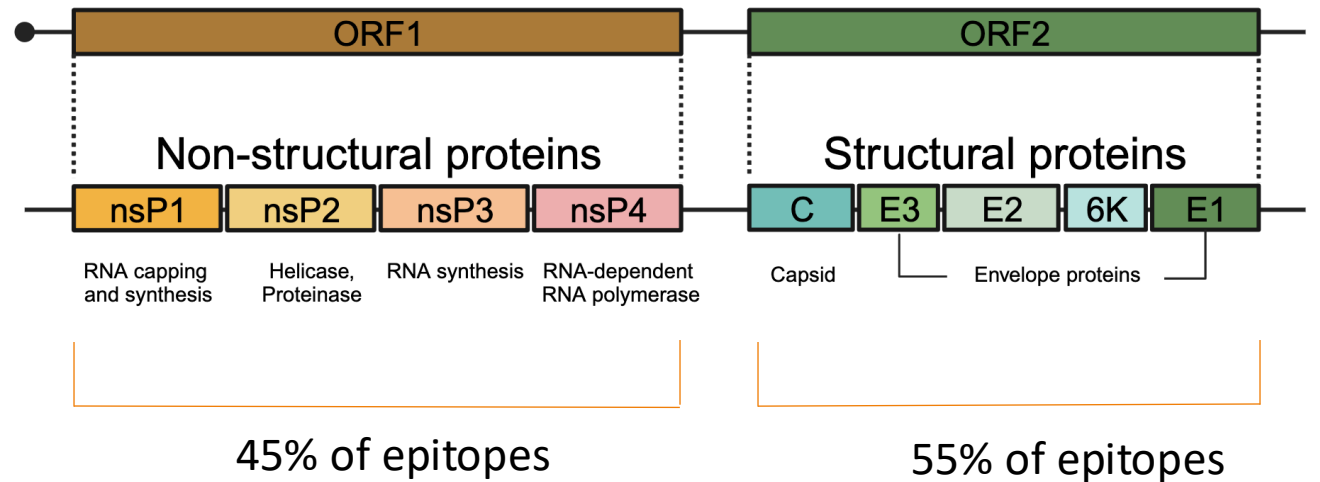 ORF1
ORF2
Non-structural proteins
Structural proteins
nsP1
nsP2
nsP3
nsP4
C
E3
E2
6K
E1
RNA capping
and synthesis
Helicase,
Proteinase
RNA synthesis
RNA-dependent
RNA polymerase
Capsid
Envelope proteins
45% of epitopes
55% of epitopes